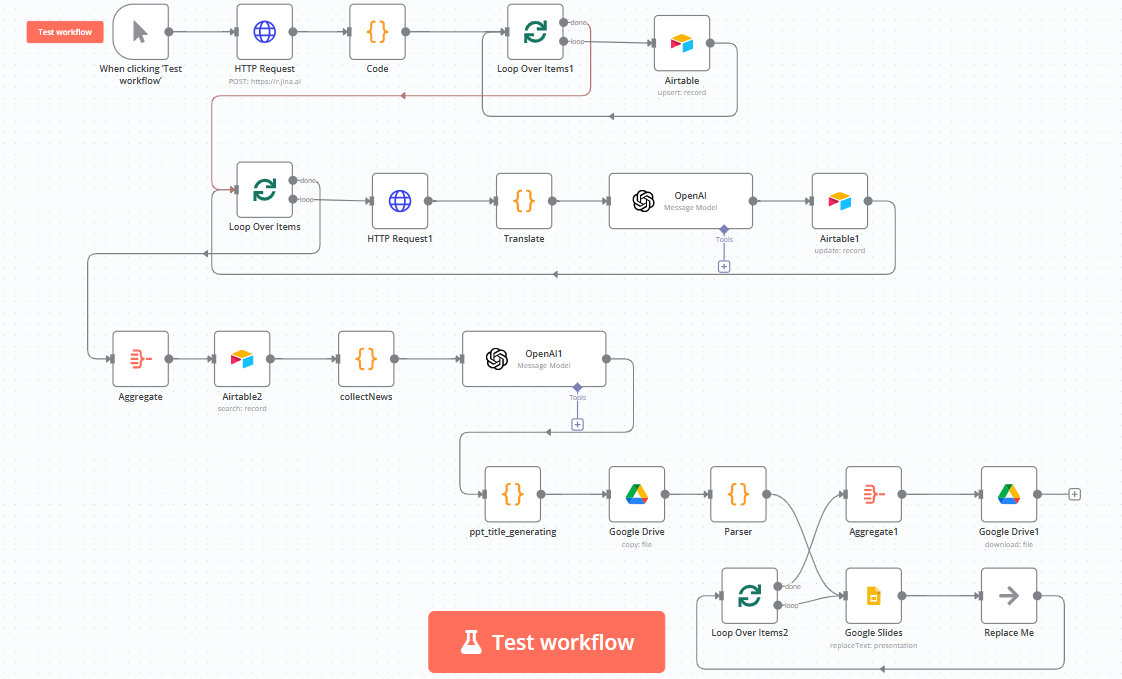 Test workflow
When clicking 'Test
workflow'
HTTP Request
POST: https://r.jina.ai
Code
done
loop
Loop Over Items1
Airtable
upsert: record
done
loop
Loop Over Items
HTTP Request1
Translate
OpenAI
Message Model
Tools
Airtable1
update: record
Aggregate
Airtable2
search: record
collectNews
OpenAI1
Message Model
Tools
ppt_title_generating
Google Drive
copy: file
Parser
Aggregate1
Google Drive1
download: file
done
loop
Loop Over Items2
Google Slides
replaceText: presentation
Replace Me
Test workflow